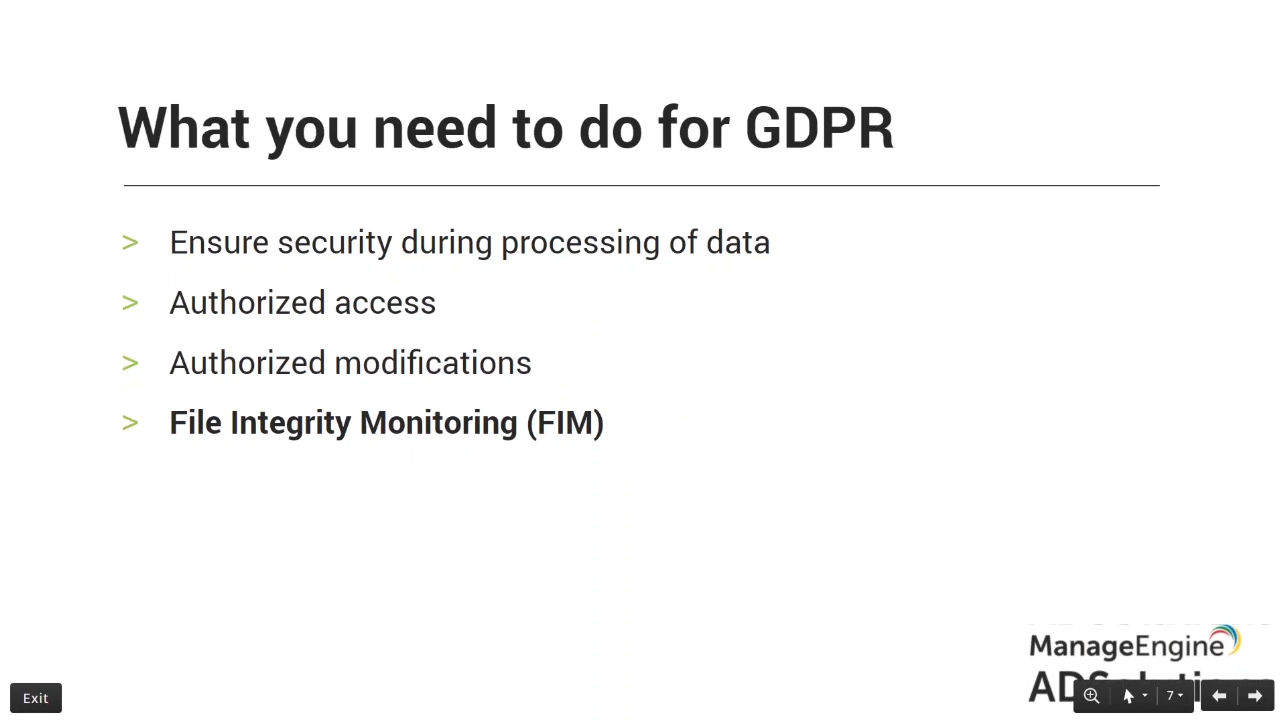 What you need to do for GDPR
> Ensure security during processing of data
> Authorized access
> Authorized modifications
> File Integrity Monitoring (FIM)
ManageEngine
Exit
7